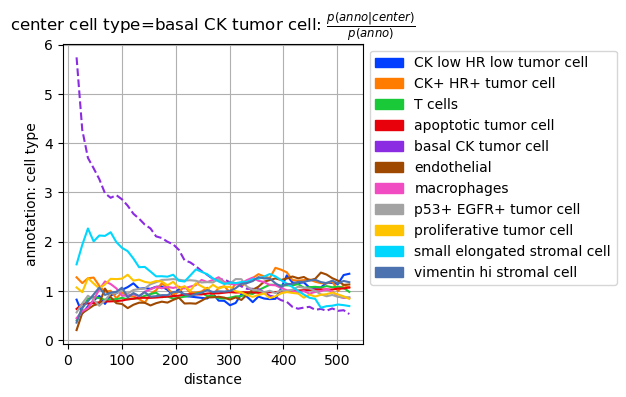 center cell type=basal CK tumor cell: p(anno|center)/p(anno)
annotation: cell type
6
5
4
3
2
1
0
0 100 200 300 400 500
distance
CK low HR low tumor cell
CK+ HR+ tumor cell
T cells
apoptotic tumor cell
basal CK tumor cell
endothelial
macrophages
p53+ EGFR+ tumor cell
proliferative tumor cell
small elongated stromal cell
vimentin hi stromal cell